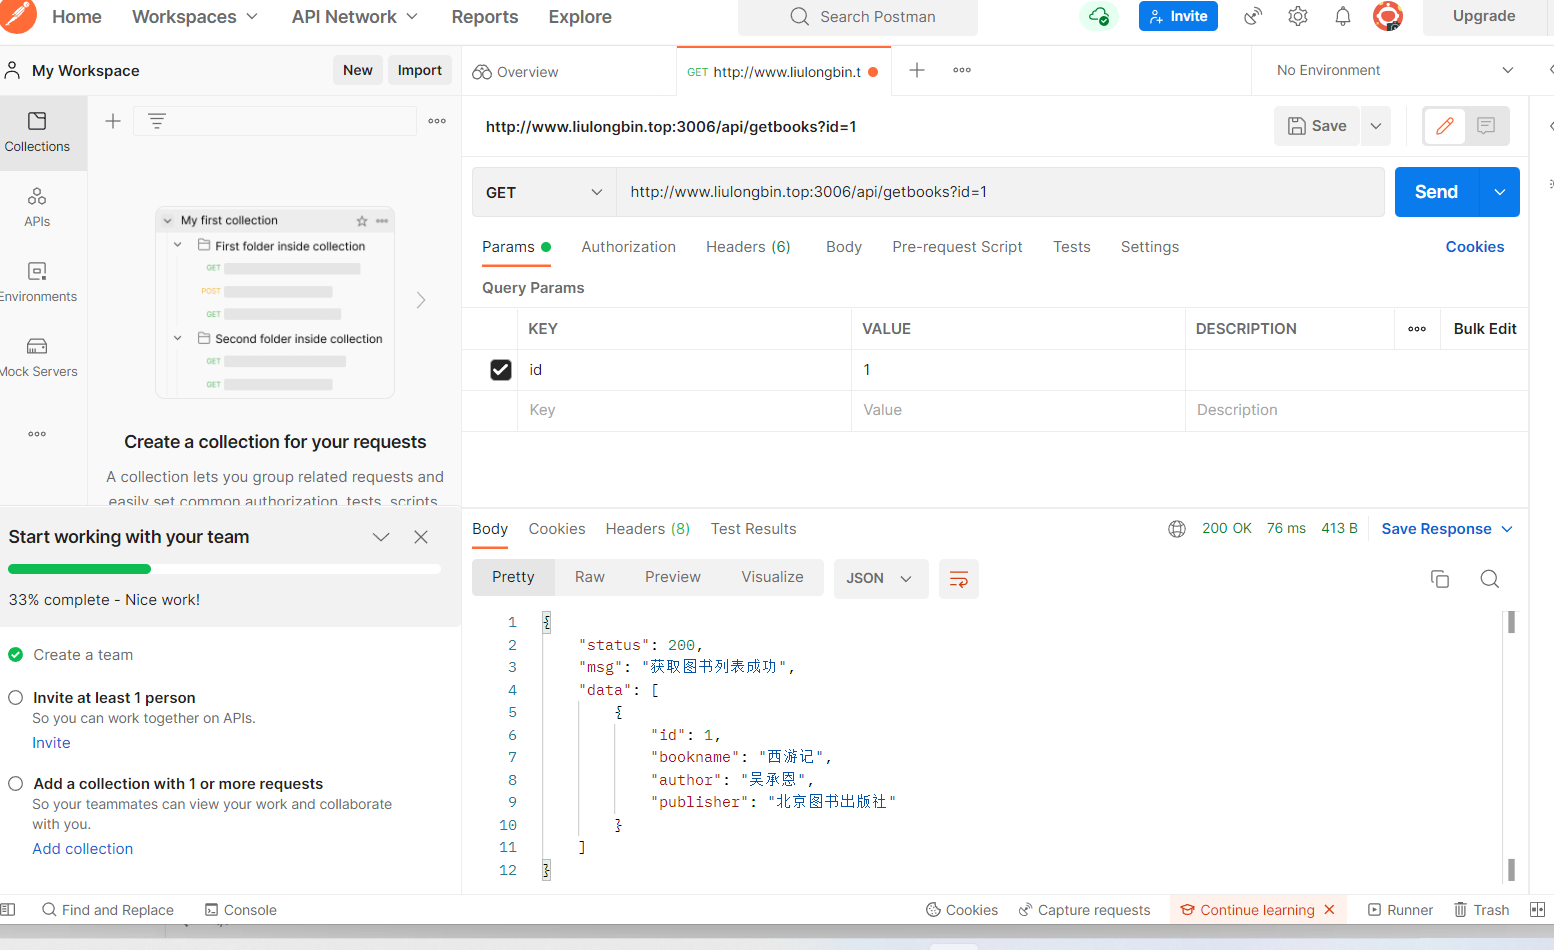 Home Workspaces API Network Reports Explore Search Postman Invite Upgrade
My Workspace New Import Overview GET http://www.liulongbin.t No Environment
Collections
APIs
Environments
Mock Servers
My first collection
First folder inside collection
GET
POST
GET
Second folder inside collection
GET
GET
Create a collection for your requests
A collection lets you group related requests and
easily set common authorization, tests, scripts,
http://www.liulongbin.top:3006/api/getbooks?id=1 Save
GET http://www.liulongbin.top:3006/api/getbooks?id=1 Send
Params Authorization Headers (6) Body Pre-request Script Tests Settings Cookies
Query Params
KEY VALUE DESCRIPTION Bulk Edit
id 1
Key Value Description
Start working with your team
33% complete - Nice work!
Create a team
Invite at least 1 person
So you can work together on APIs.
Invite
Add a collection with 1 or more requests
So your teammates can view your work and collaborate
with you.
Add collection
Body Cookies Headers (8) Test Results 200 OK 76 ms 413 B Save Response
Pretty Raw Preview Visualize JSON
1 {
2 "status": 200,
3 "msg": "获取图书列表成功",
4 "data": [
5 {
6 "id": 1,
7 "bookname": "西游记",
8 "author": "吴承恩",
9 "publisher": "北京图书出版社"
10 }
11 ]
12 }
Find and Replace Console Cookies Capture requests Continue learning Runner Trash